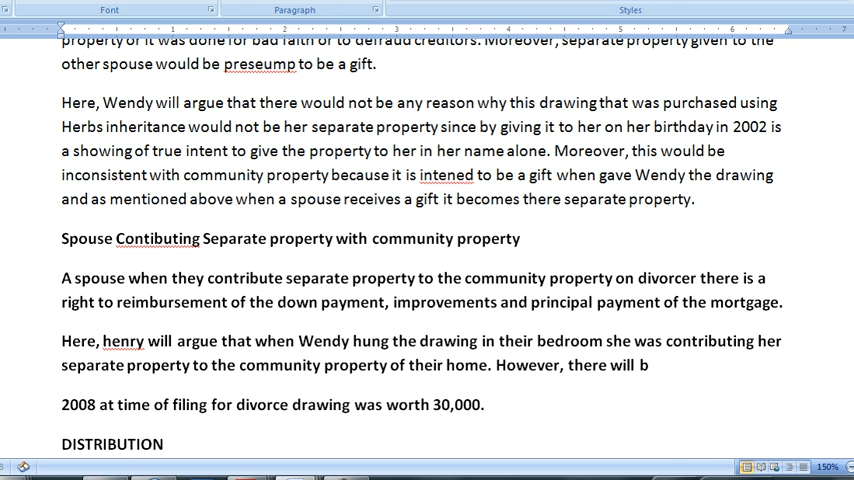 Font Paragraph Styles
1 2 3 4 5 6 7
property or it was done for bad faith or to defraud creditors. Moreover, separate property given to the
other spouse would be preseump to be a gift.
Here, Wendy will argue that there would not be any reason why this drawing that was purchased using
Herbs inheritance would not be her separate property since by giving it to her on her birthday in 2002 is
a showing of true intent to give the property to her in her name alone. Moreover, this would be
inconsistent with community property because it is intened to be a gift when gave Wendy the drawing
and as mentioned above when a spouse receives a gift it becomes there separate property.
Spouse Contibuting Separate property with community property
A spouse when they contribute separate property to the community property on divorcer there is a
right to reimbursement of the down payment, improvements and principal payment of the mortgage.
Here, henry will argue that when Wendy hung the drawing in their bedroom she was contributing her
separate property to the community property of their home. However, there will b
2008 at time of filing for divorce drawing was worth 30,000.
DISTRIBUTION
150%